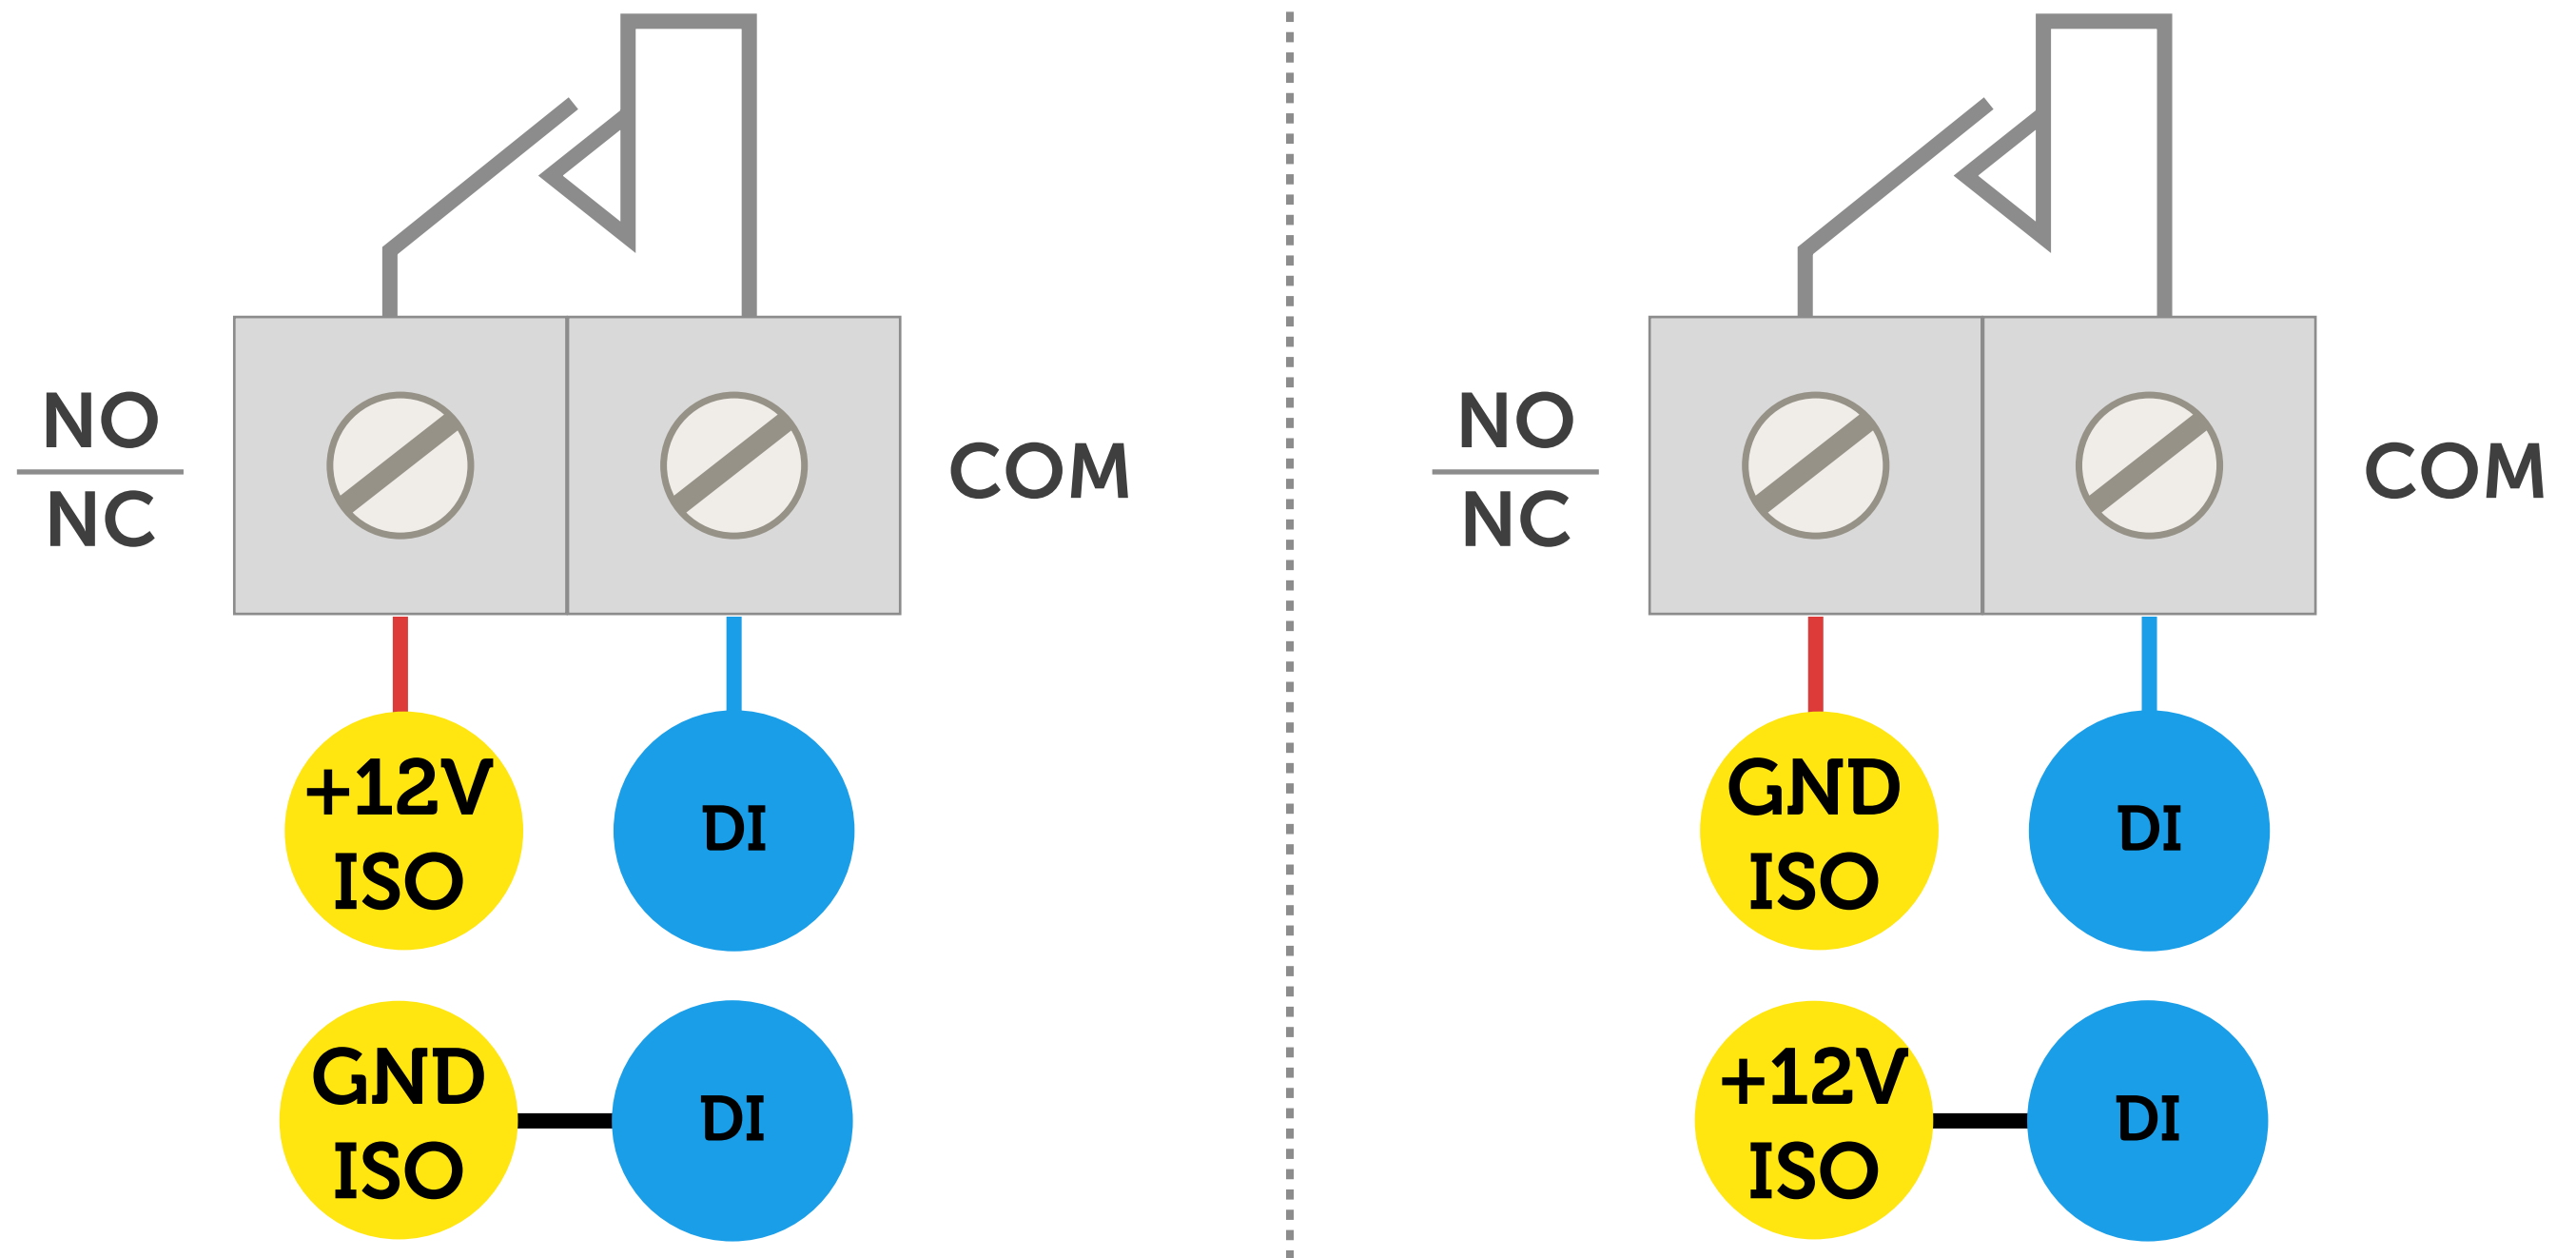 NO
NC
COM
+12V
ISO
DI
GND
ISO
DI
NO
NC
COM
GND
ISO
DI
+12V
ISO
DI